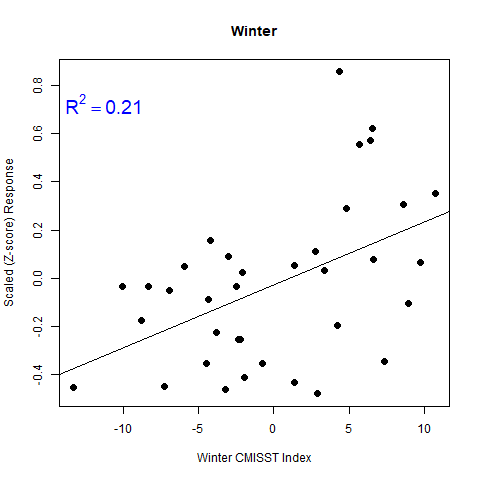 Winter
R² = 0.21
Scaled (Z-score) Response
0.8
0.6
0.4
0.2
0.0
-0.2
-0.4
-10 -5 0 5 10
Winter CMISST Index